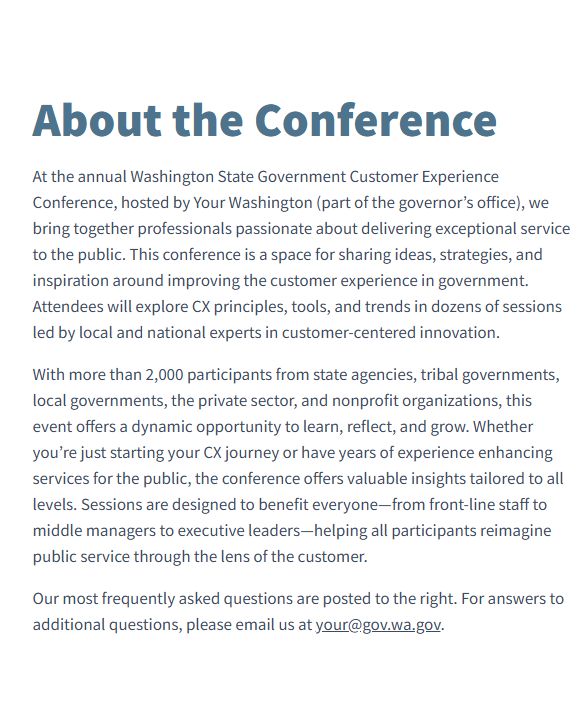 About the Conference
At the annual Washington State Government Customer Experience
Conference, hosted by Your Washington (part of the governor’s office), we
bring together professionals passionate about delivering exceptional service
to the public. This conference is a space for sharing ideas, strategies, and
inspiration around improving the customer experience in government.
Attendees will explore CX principles, tools, and trends in dozens of sessions
led by local and national experts in customer-centered innovation.
With more than 2,000 participants from state agencies, tribal governments,
local governments, the private sector, and nonprofit organizations, this
event offers a dynamic opportunity to learn, reflect, and grow. Whether
you’re just starting your CX journey or have years of experience enhancing
services for the public, the conference offers valuable insights tailored to all
levels. Sessions are designed to benefit everyone—from front-line staff to
middle managers to executive leaders—helping all participants reimagine
public service through the lens of the customer.
Our most frequently asked questions are posted to the right. For answers to
additional questions, please email us at your@gov.wa.gov.